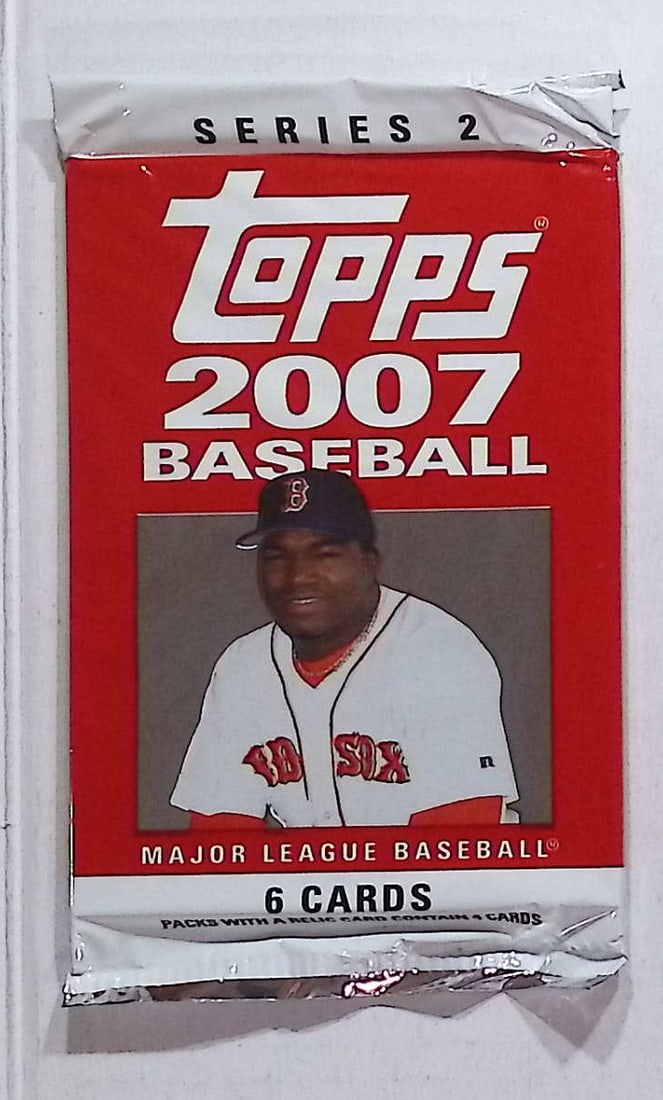 SERIES 2
topps®
2007
BASEBALL
B
RED SOX
MAJOR LEAGUE BASEBALL®
6 CARDS
PACKS WITH A RELIC CARD CONTAIN 4 CARDS